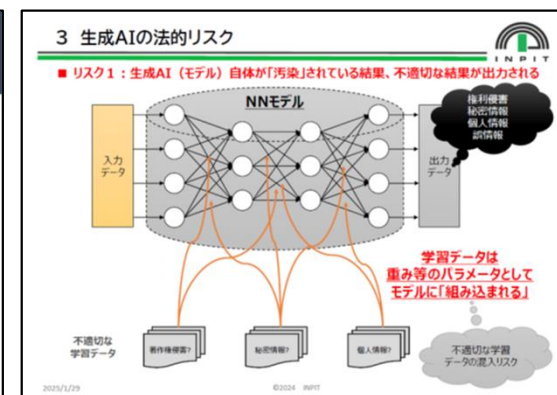 3 生成AIの法的リスク
INPIT
■ リスク1:生成AI(モデル)自体が「汚染」されている結果、不適切な結果が出力される
NNモデル
権利侵害
秘密情報
個人情報
誤情報
入力
データ
出力
データ
学習データは
重み等のパラメータとして
モデルに「組み込まれる」
不適切な
学習データ
著作権侵害?
秘密情報?
個人情報?
不適切な学習
データの混入リスク
2025/1/29
©2024 INPIT